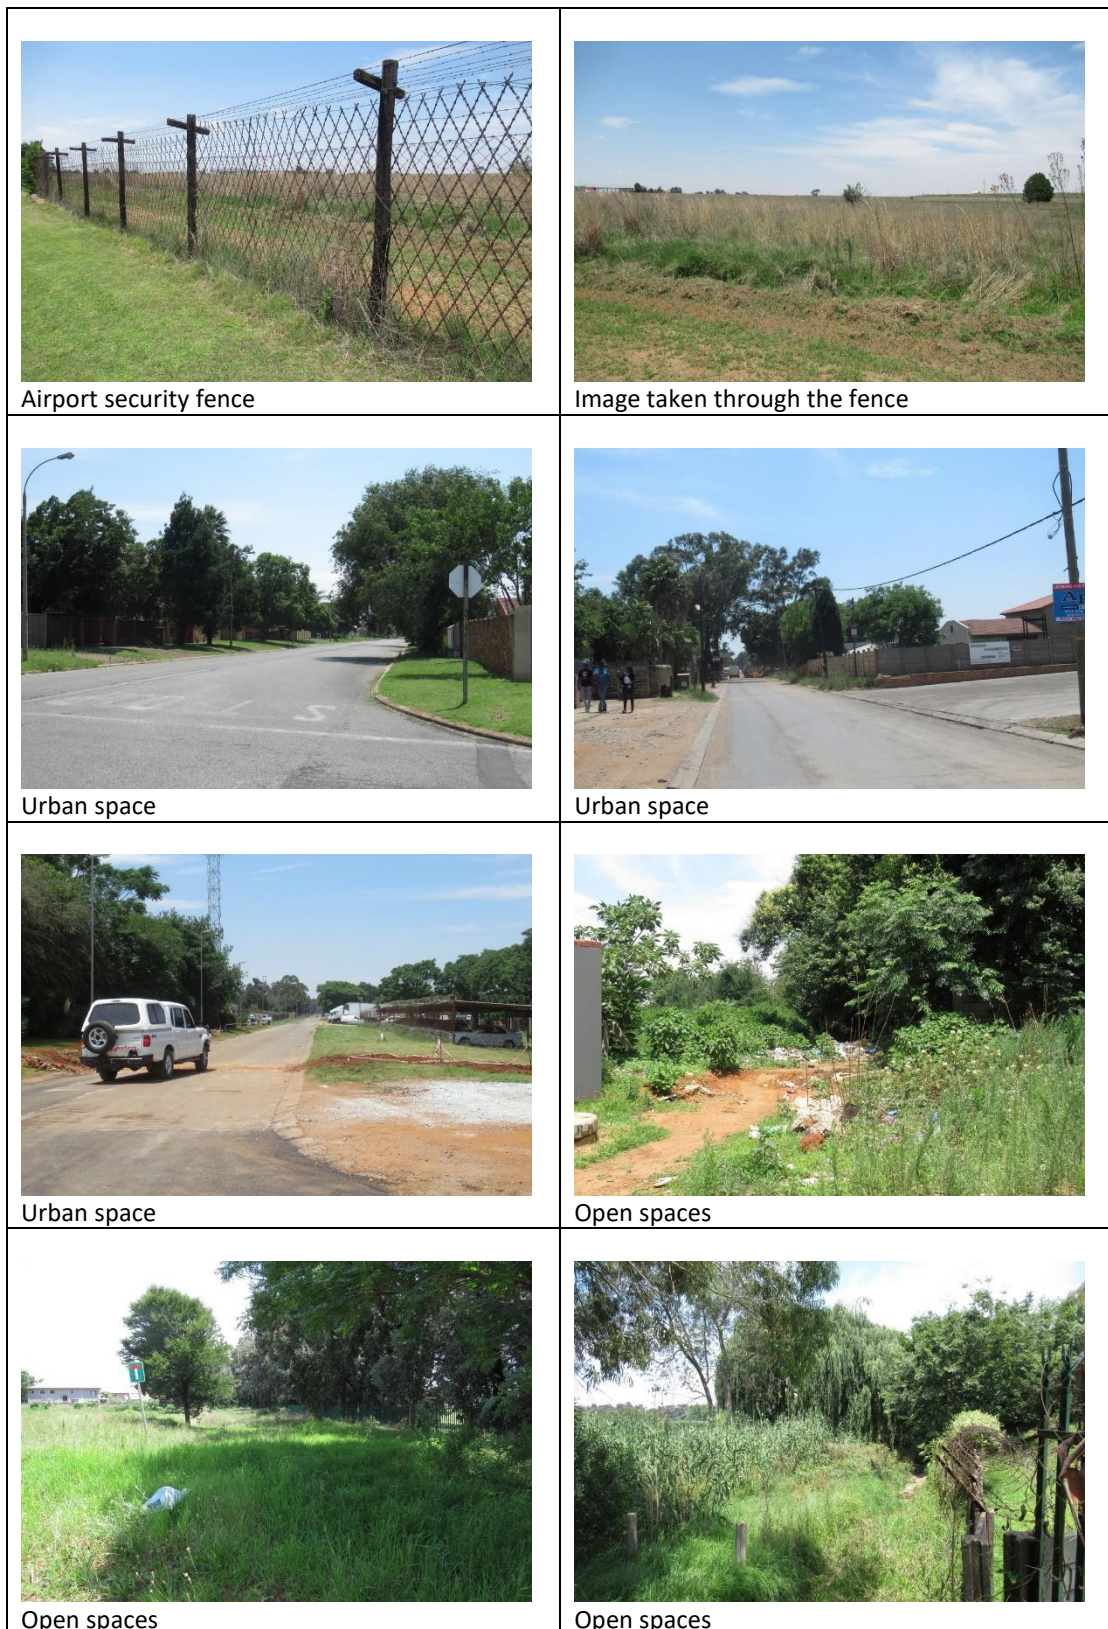 Airport security fence
Image taken through the fence
Urban space
Urban space
Urban space
Open spaces
Open spaces
Open spaces